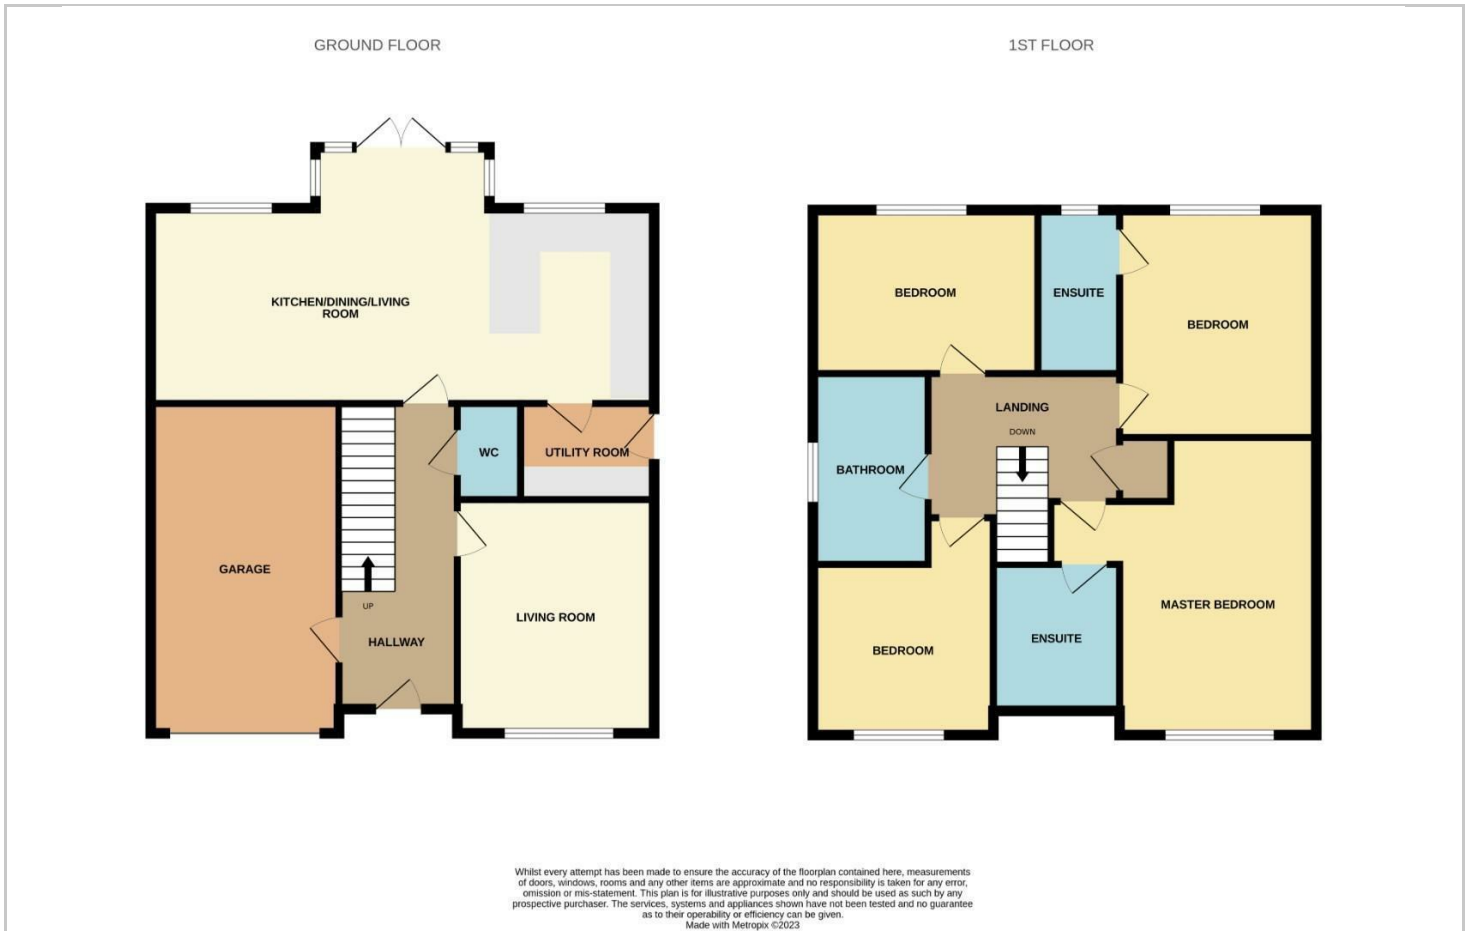 GROUND FLOOR
1ST FLOOR
KITCHEN/DINING/LIVING
ROOM
WC
UTILITY ROOM
GARAGE
UP
HALLWAY
LIVING ROOM
BEDROOM
ENSUITE
BEDROOM
LANDING
DOWN
BATHROOM
MASTER BEDROOM
ENSUITE
BEDROOM
Whilst every attempt has been made to ensure the accuracy of the floorplan contained here, measurements
of doors, windows, rooms and any other items are approximate and no responsibility is taken for any error,
omission or mis-statement. This plan is for illustrative purposes only and should be used as such by any
prospective purchaser. The services, systems and appliances shown have not been tested and no guarantee
as to their operability or efficiency can be given.
Made with Metropix ©2023